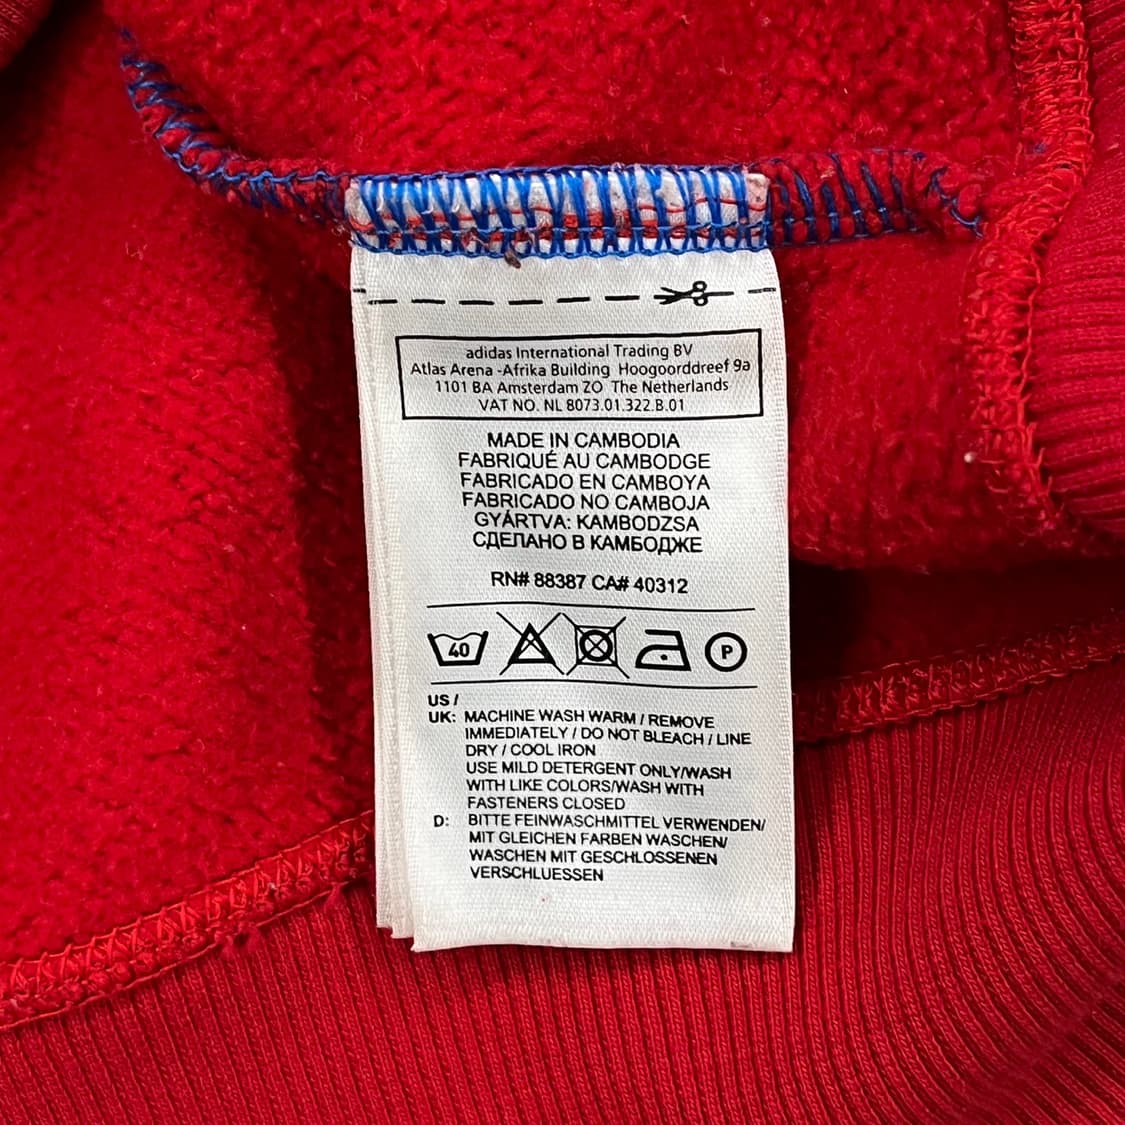 adidas International Trading BV
Atlas Arena -Afrika Building Hoogoorddreef 9a
1101 BA Amsterdam ZO The Netherlands
VAT NO. NL 8073.01.322.B.01
MADE IN CAMBODIA
FABRIQUÉ AU CAMBODGE
FABRICADO EN CAMBOYA
FABRICADO NO CAMBOJA
GYÁRTVA: KAMBODZSA
СДЕЛАНО В КАМБОДЖЕ
RN# 88387 CA# 40312
40 P
US /
UK: MACHINE WASH WARM / REMOVE
IMMEDIATELY / DO NOT BLEACH / LINE
DRY / COOL IRON
USE MILD DETERGENT ONLY/WASH
WITH LIKE COLORS/WASH WITH
FASTENERS CLOSED
D: BITTE FEINWASCHMITTEL VERWENDEN/
MIT GLEICHEN FARBEN WASCHEN/
WASCHEN MIT GESCHLOSSENEN
VERSCHLUESSEN